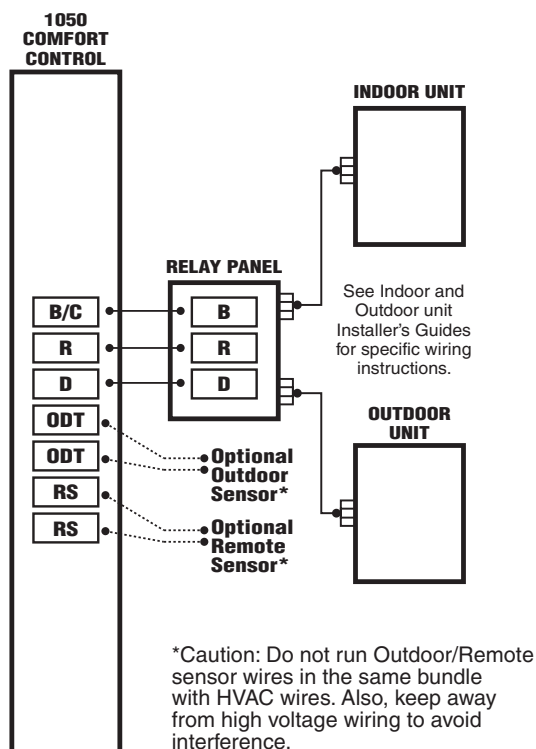 1050
COMFORT
CONTROL
INDOOR UNIT
RELAY PANEL
B/C
B
R
R
D
D
ODT
ODT
RS
RS
See Indoor and
Outdoor unit
Installer's Guides
for specific wiring
instructions.
OUTDOOR
UNIT
Optional
Outdoor
Sensor*
Optional
Remote
Sensor*
*Caution: Do not run Outdoor/Remote
sensor wires in the same bundle
with HVAC wires. Also, keep away
from high voltage wiring to avoid
interference.